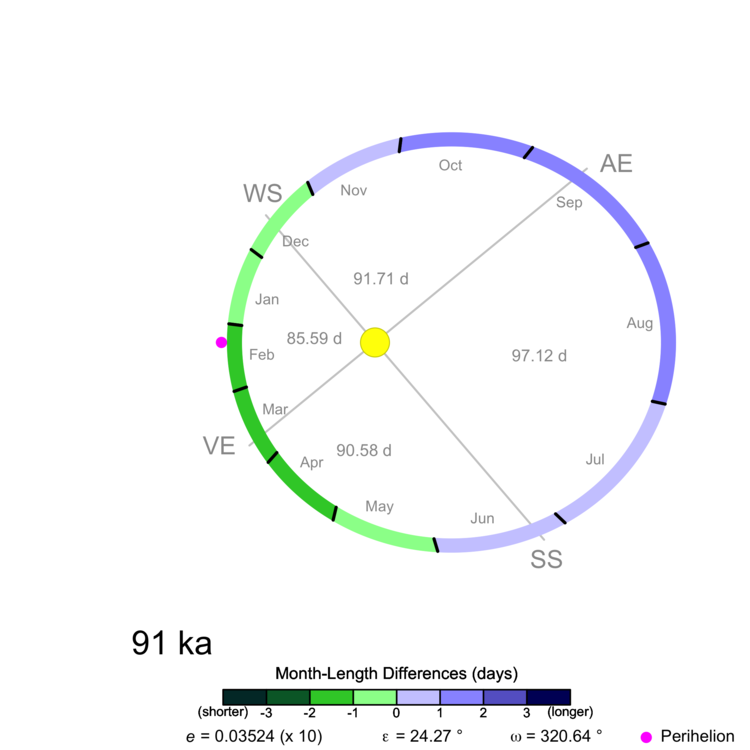 AE
Oct
WS
Nov
Sep
Dec
91.71 d
Jan
Aug
85.59 d
Feb
97.12 d
Mar
VE
90.58 d
Apr
Jul
May
Jun
SS
91 ka
Month-Length Differences (days)
(shorter) -3 -2 -1 0 1 2 3 (longer)
e = 0.03524 (x 10) ε = 24.27 ° ω = 320.64 ° Perihelion